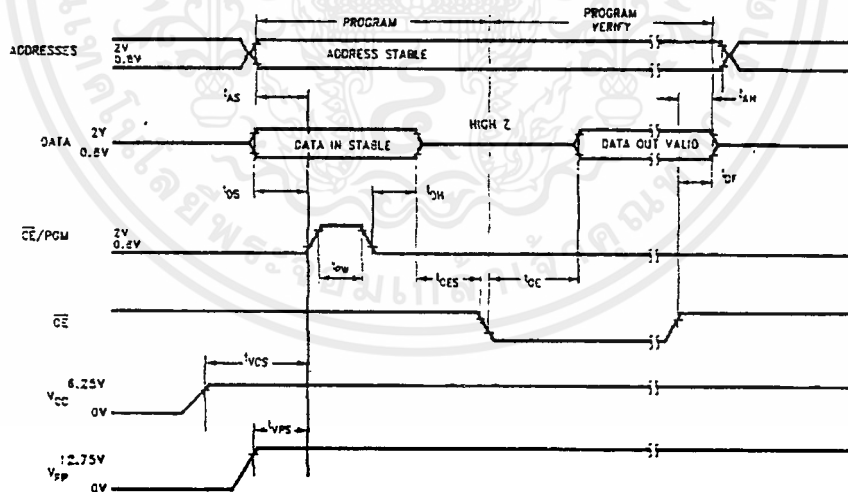 PROGRAM
PROGRAM
VERIFY
ADDRESSES
2V
0.8V
ADDRESS STABLE
tAS
tAH
DATA
2V
0.8V
DATA IN STABLE
HIGH Z
DATA OUT VALID
tDS
tDH
tDF
CE/PGM
2V
0.8V
tPW
tOES
tOE
OE
tVCS
6.25V
VCC
0V
tVPS
12.75V
VPP
0V